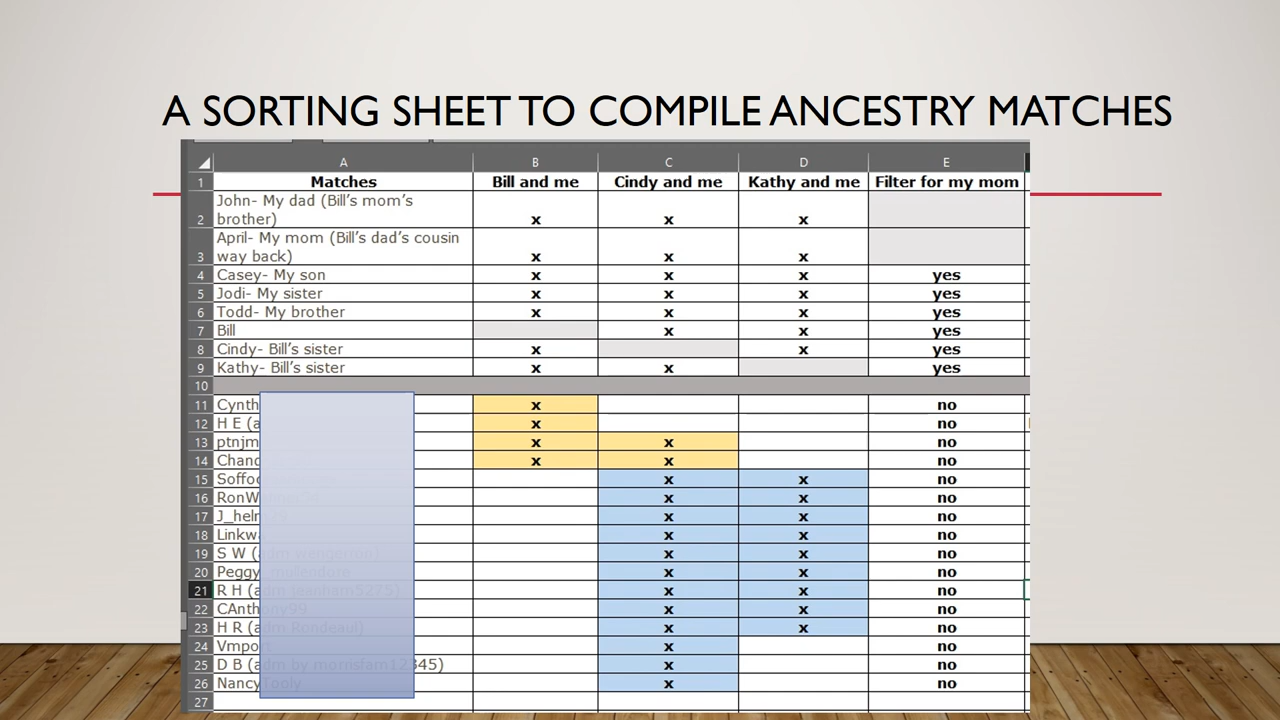 A SORTING SHEET TO COMPILE ANCESTRY MATCHES
A B C D E
1 Matches Bill and me Cindy and me Kathy and me Filter for my mom
John- My dad (Bill’s mom’s
2 brother) x x x
April- My mom (Bill’s dad’s cousin
3 way back) x x x
4 Casey- My son x x x yes
5 Jodi- My sister x x x yes
6 Todd- My brother x x x yes
7 Bill x x yes
8 Cindy- Bill’s sister x x yes
9 Kathy- Bill’s sister x x yes
10
11 Cynth x no
12 H E (a x no
13 ptnjm x x no
14 Chand x x no
15 Soffo x x no
16 RonW x x no
17 J_hel x x no
18 Linkw x x no
19 S W ( x x no
20 Peggy x x no
21 R H (a x x no
22 CAnthony99 x x no
23 H R (a x x no
24 Vmpo x no
25 D B (adm by morrisfam12345) x no
26 Nancy x no
27